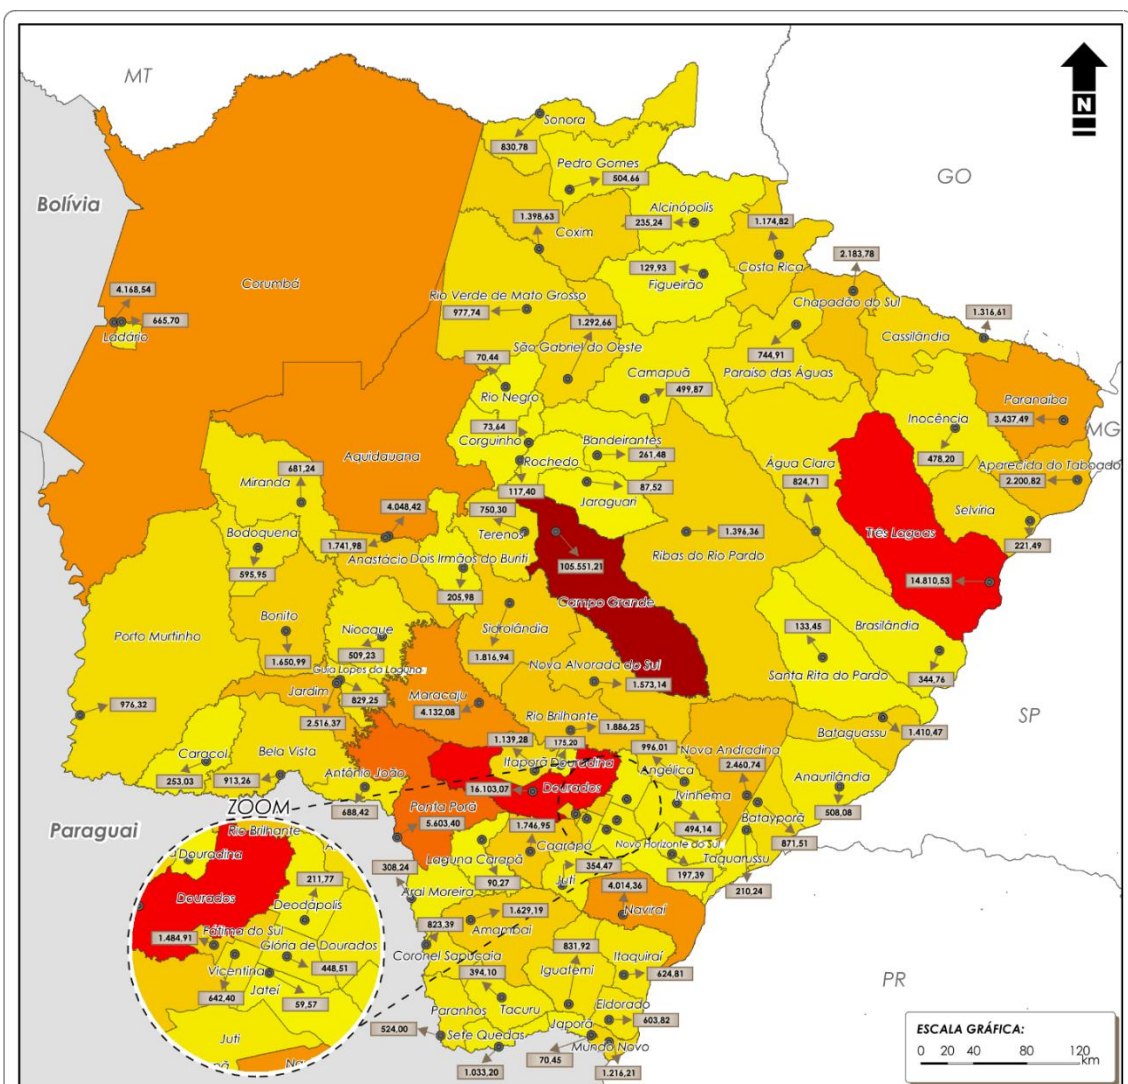 MT
Sonora
830,78
Pedro Gomes
504,66
GO
Bolívia
Alcinópolis
1.398,63
235,24
1.174,82
Coxim
2.183,78
129,93
Costa Rica
Figueirão
4.168,54
Corumbá
Rio Verde de Mato Grosso
Chapadão do Sul
977,74
1.292,66
1.316,61
665,70
Ladário
Cassilândia
São Gabriel do Oeste
70,44
744,91
Camapuã
Paraíso das Águas
499,87
Rio Negro
Paranaíba
73,64
Inocência
3.437,49
MG
Corguinho
Bandeirantes
261,48
Aquidauana
681,24
Rochedo
Água Clara
478,20
Aparecida do Taboado
Miranda
87,52
824,71
2.200,82
117,40
Jaraguari
4.048,42
750,30
Selvíria
Bodoquena
Terenos
1.396,36
Três Lagoas
1.741,98
221,49
Anastácio
Dois Irmãos do Buriti
Ribas do Rio Pardo
595,95
105.551,21
14.810,53
205,98
Campo Grande
Bonito
133,45
Brasilândia
Porto Murtinho
Nioaque
Sidrolândia
509,23
1.650,99
1.816,94
Nova Alvorada do Sul
Guia Lopes da Laguna
Santa Rita do Pardo
344,76
1.573,14
Jardim
829,25
Maracaju
976,32
2.516,37
4.132,08
SP
Rio Brilhante
1.886,25
1.410,47
Bataguassu
1.139,28
175,20
996,01
Caracol
Bela Vista
Nova Andradina
Itaporã
Douradina
2.460,74
253,03
913,26
Angélica
Antônio João
Anaurilândia
16.103,07
Dourados
Ivinhema
ZOOM
Ponta Porã
688,42
508,08
Batayporã
5.603,40
1.746,95
494,14
Paraguai
Rio Brilhante
Caarapó
Novo Horizonte do Sul
871,51
Douradina
Laguna Carapã
Taquarussu
308,24
354,47
197,39
211,77
90,27
Juti
210,24
Aral Moreira
4.014,36
Dourados
Deodápolis
Naviraí
1.629,19
1.484,91
Fátima do Sul
823,39
Amambai
Glória de Dourados
831,92
Coronel Sapucaia
Itaquiraí
448,51
394,10
Iguatemi
624,81
Vicentina
PR
Jateí
642,40
59,57
Eldorado
Paranhos
Tacuru
603,82
Juti
524,00
Sete Quedas
Japorã
Mundo Novo
70,45
1.033,20
1.216,21
N
ESCALA GRÁFICA:
0 20 40 80 120
km